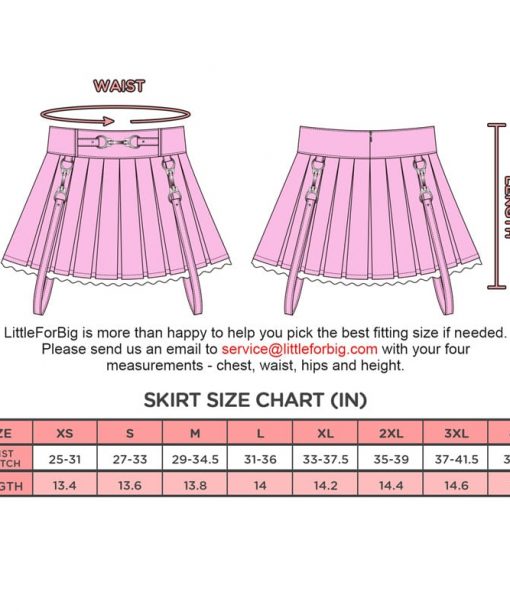 WAIST
LENGTH
LittleForBig is more than happy to help you pick the best fitting size if needed.
Please send us an email to service@littleforbig.com with your four
measurements - chest, waist, hips and height.
SKIRT SIZE CHART (IN)
ZE XS S M L XL 2XL 3XL
IST 25-31 27-33 29-34.5 31-36 33-37.5 35-39 37-41.5 3
TCH
GTH 13.4 13.6 13.8 14 14.2 14.4 14.6